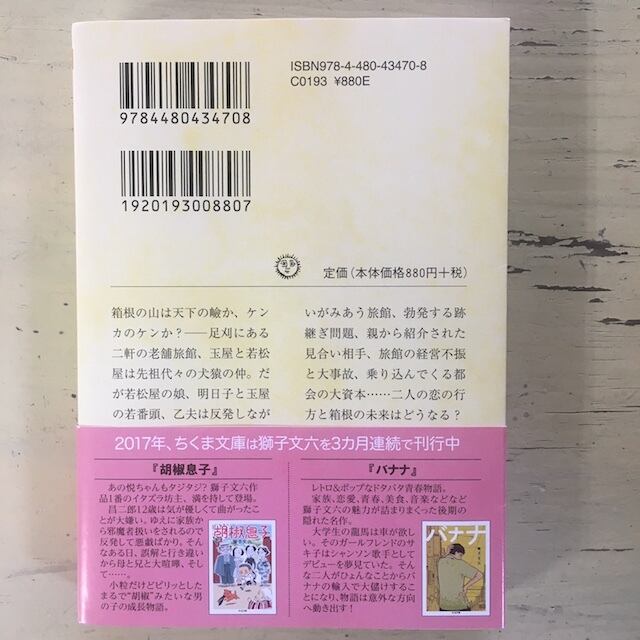 ISBN978-4-480-43470-8
C0193 ¥880E
9784480434708
1920193008807
定価(本体価格880円+税)
箱根の山は天下の嶮か、ケン
カのケンか?――足刈にある
二軒の老舗旅館、玉屋と若松
屋は先祖代々の犬猿の仲。だ
が若松屋の娘、明日子と玉屋
の若番頭、乙夫は反発しなが
いがみあう旅館、勃発する跡
継ぎ問題、親から紹介された
見合い相手、旅館の経営不振
と大事故、乗り込んでくる都
会の大資本……二人の恋の行
方と箱根の未来はどうなる?
2017年、ちくま文庫は獅子文六を3カ月連続で刊行中
『胡椒息子』
あの悦ちゃんもタジタジ?獅子文六作
品1番のイタズラ坊主、満を持して登場。
昌二郎12歳は気が優しくて曲がったこ
とが大嫌い。ゆえに家族か
ら邪魔者扱いをされるので
反発して悪戯ばかり。そん
なある日、誤解と行き違い
から母と兄と大喧嘩、そし
て……。
小粒だけどピリッとした
まるで"胡椒"みたいな男
の子の成長物語。
胡椒息子
『バナナ』
レトロ&ポップなドタバタ青春物語。
家族、恋愛、青春、美食、音楽などなど
獅子文六の魅力が詰まりまくった後期の
隠れた名作。
大学生の龍馬は車が欲し
い。そのガールフレンドのサ
キ子はシャンソン歌手として
デビューを夢見ていた。そん
な二人がひょんなことからバ
ナナの輸入で大儲けするこ
とになり、物語は意外な方向
へ動き出す!
バナナ